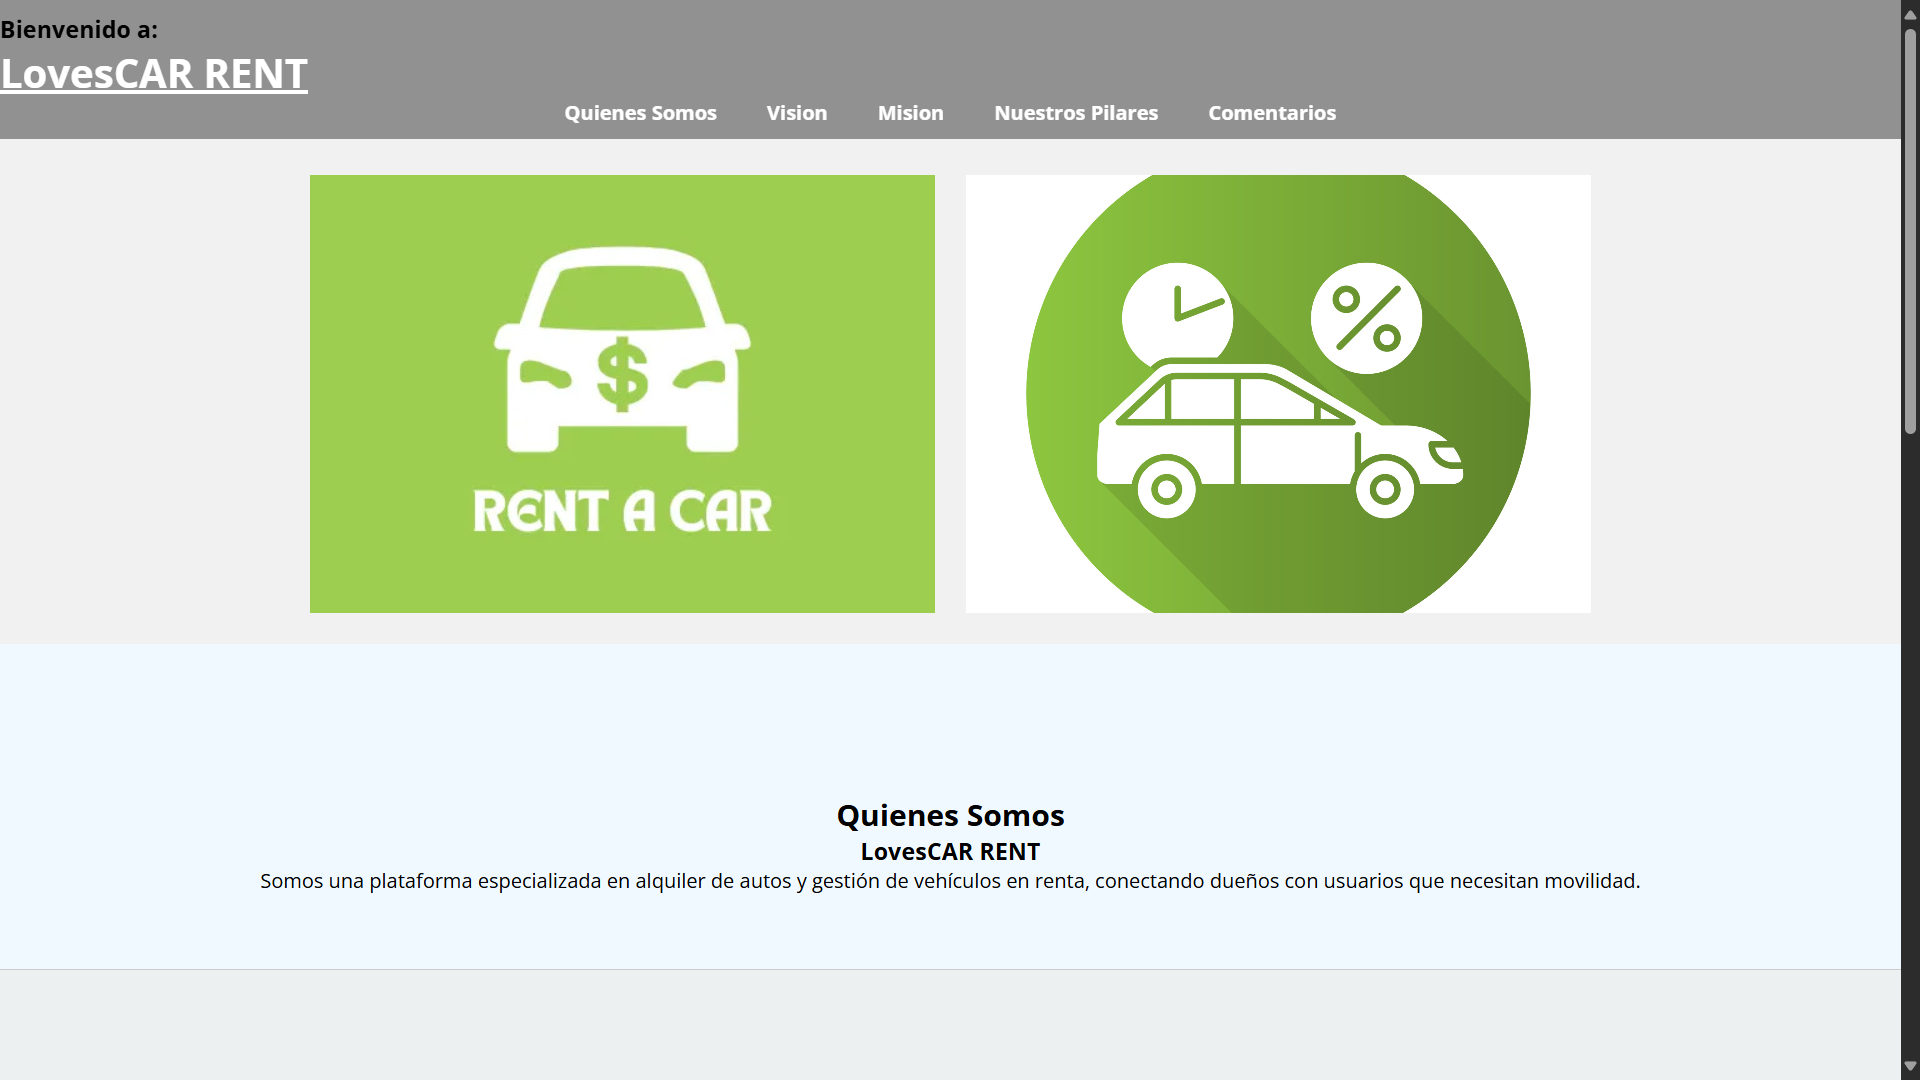 Bienvenido a:
LovesCAR RENT
Quienes Somos Vision Mision Nuestros Pilares Comentarios
$
RENT A CAR
%
Quienes Somos
LovesCAR RENT
Somos una plataforma especializada en alquiler de autos y gestión de vehículos en renta, conectando dueños con usuarios que necesitan movilidad.